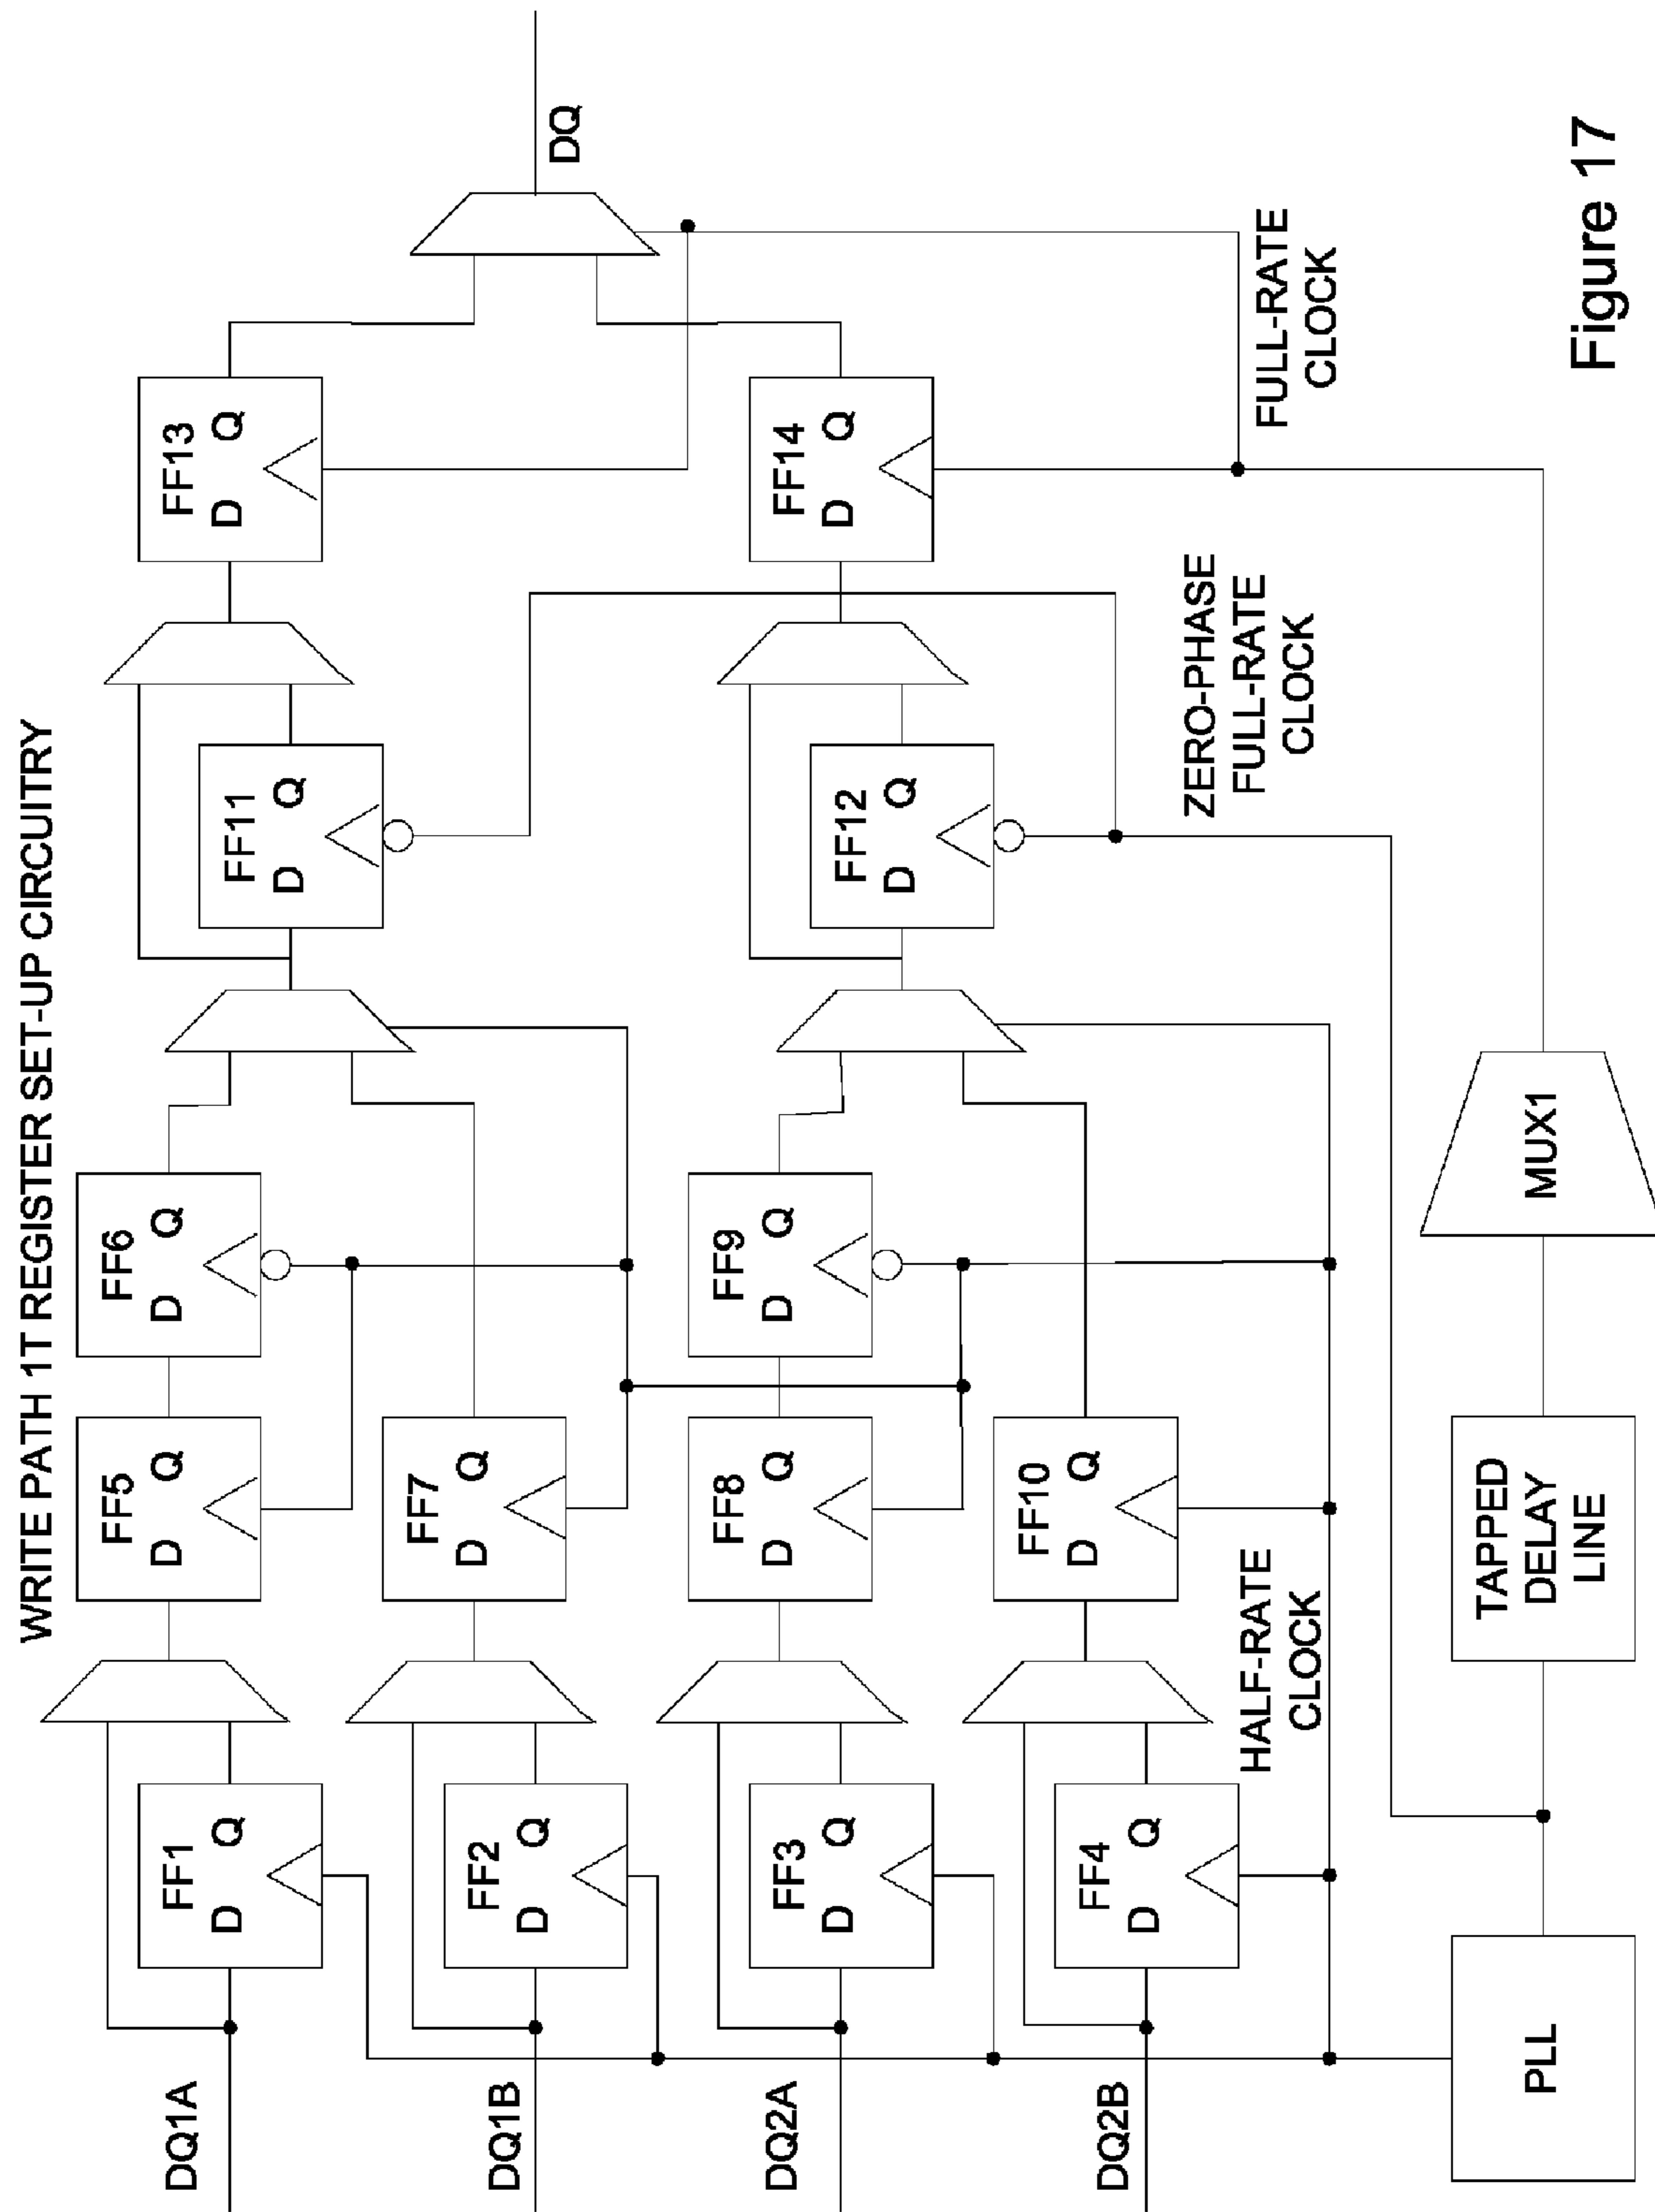 WRITE PATH 1T REGISTER SET-UP CIRCUITRY
DQ1A
FF1
D Q
FF5
D Q
FF6
D Q
FF11
D Q
FF13
D Q
DQ
DQ1B
FF2
D Q
FF7
D Q
DQ2A
FF3
D Q
FF8
D Q
FF9
D Q
FF12
D Q
FF14
D Q
DQ2B
FF4
D Q
FF10
D Q
HALF-RATE
CLOCK
ZERO-PHASE
FULL-RATE
CLOCK
FULL-RATE
CLOCK
PLL
TAPPED
DELAY
LINE
MUX1
Figure 17